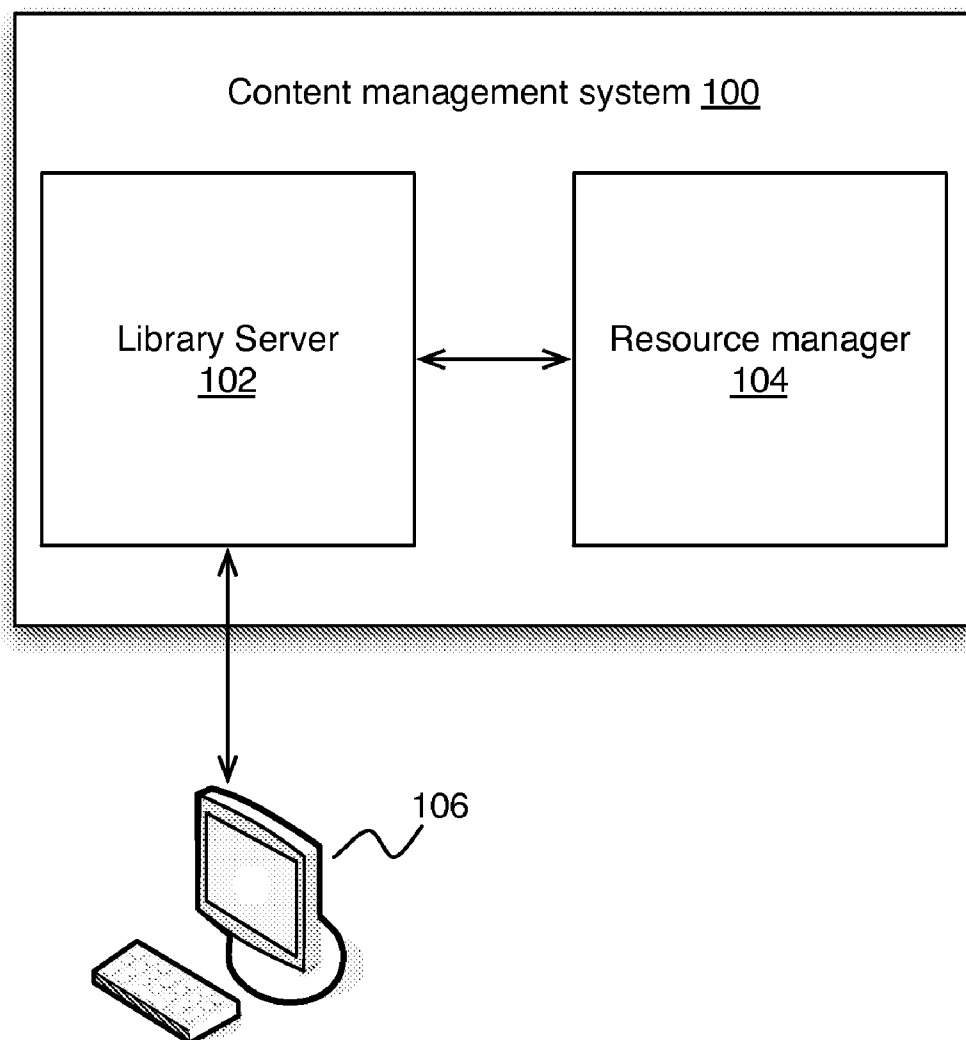 Content management system 100
Library Server
102
Resource manager
104
106